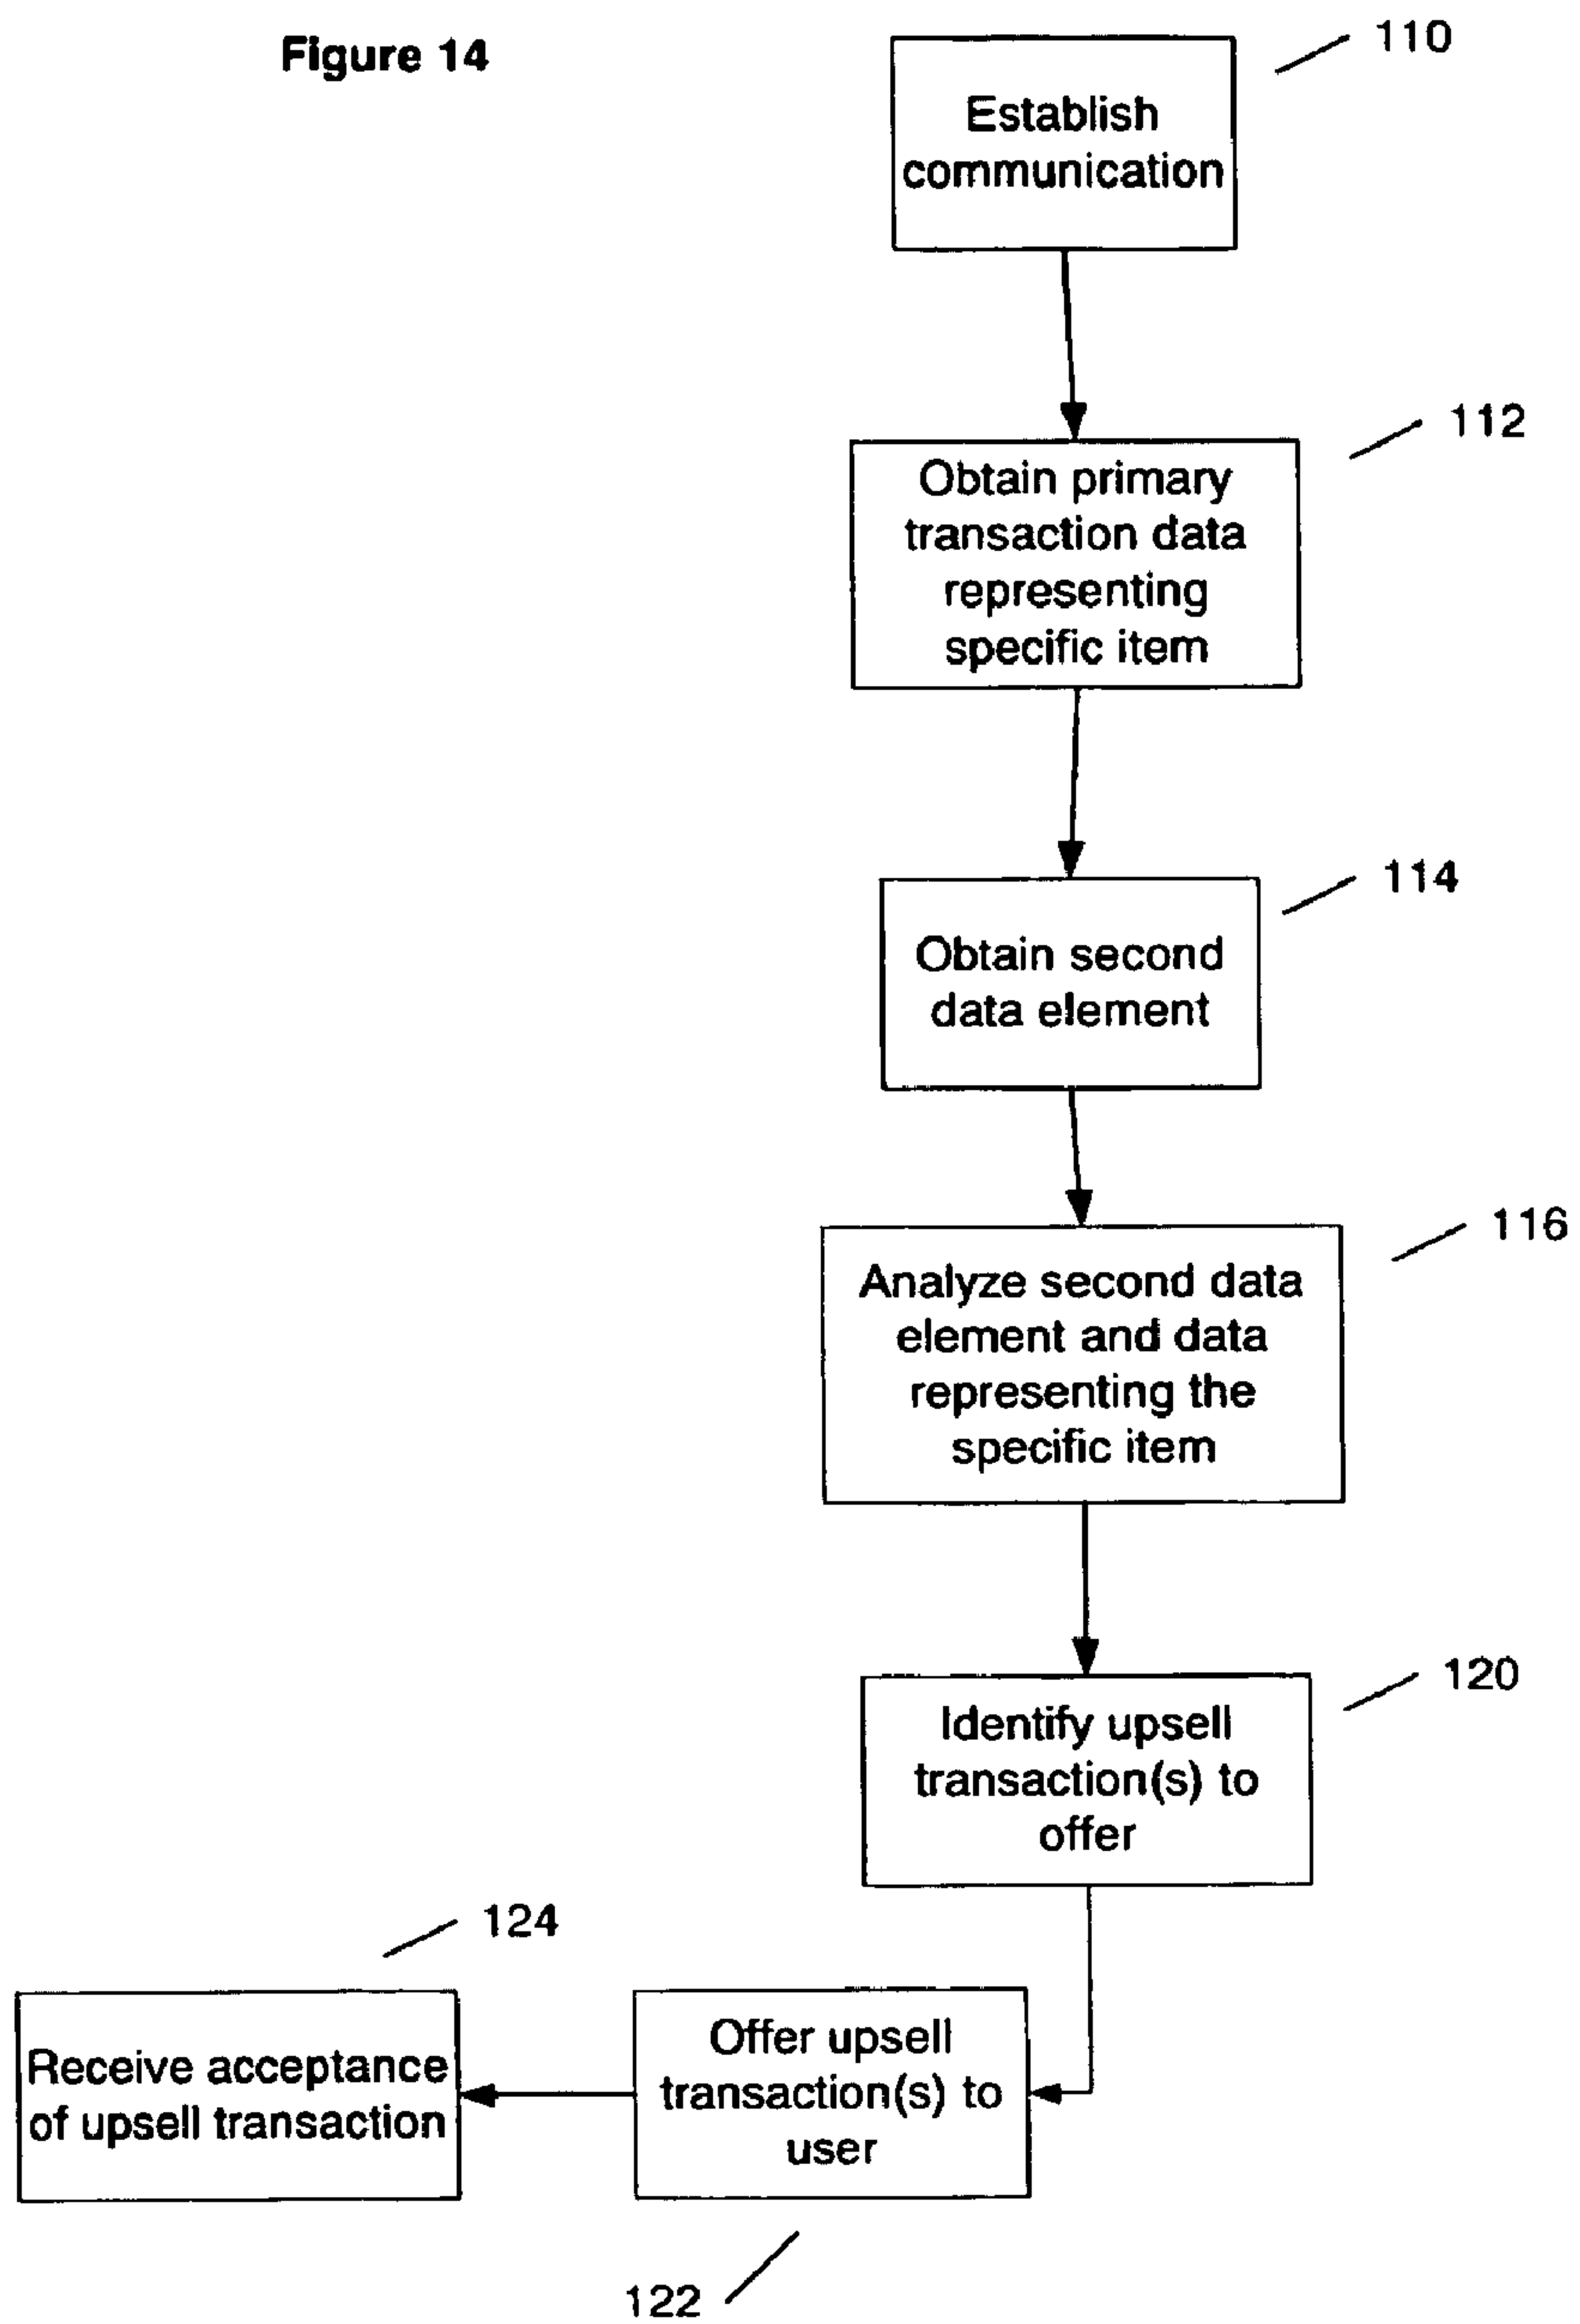 Figure 14
110
Establish
communication
112
Obtain primary
transaction data
representing
specific item
114
Obtain second
data element
116
Analyze second data
element and data
representing the
specific item
120
Identify upsell
transaction(s) to
offer
124
Receive acceptance
of upsell transaction
Offer upsell
transaction(s) to
user
122